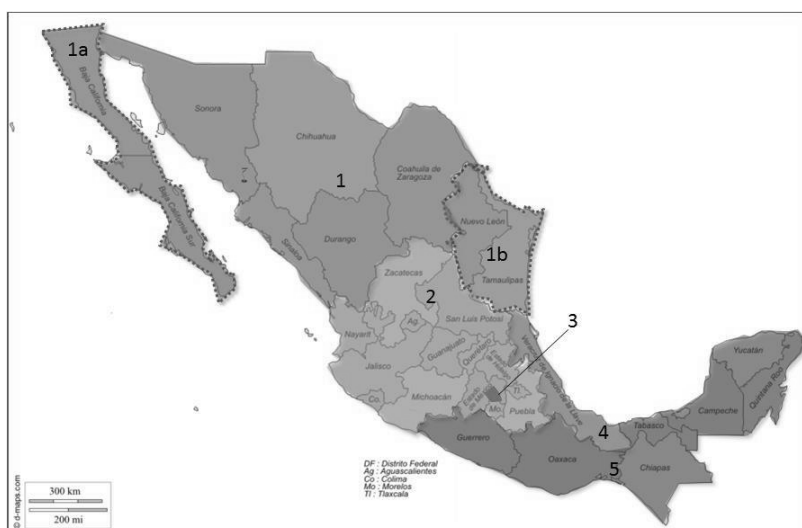 1a
Baja California
Sonora
Chihuahua
1
Coahuila de
Zaragoza
Nuevo León
1b
Tamaulipas
Baja California Sur
Sinaloa
Durango
Zacatecas
2
San Luis Potosí
3
Nayarit
Ag.
Guanajuato
Querétaro
Jalisco
Michoacán
Co.
Mo.
Tl.
Puebla
Veracruz de Ignacio de la Llave
4
Guerrero
Oaxaca
5
Tabasco
Chiapas
Campeche
Yucatán
Quintana Roo
DF : Distrito Federal
Ag : Aguascalientes
Co : Colima
Mo : Morelos
Tl : Tlaxcala
300 km
200 mi
© d-maps.com